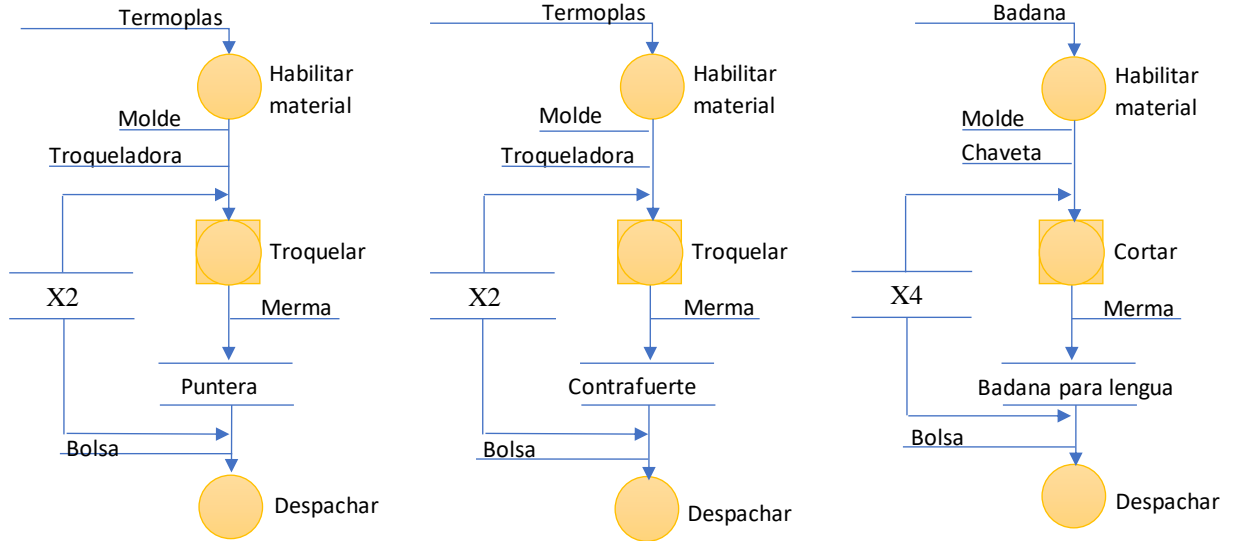 Termoplas
Habilitar
material
Molde
Troqueladora
Troquelar
X2
Merma
Puntera
Bolsa
Despachar
Termoplas
Habilitar
material
Molde
Troqueladora
Troquelar
X2
Merma
Contrafuerte
Bolsa
Despachar
Badana
Habilitar
material
Molde
Chaveta
Cortar
X4
Merma
Badana para lengua
Bolsa
Despachar